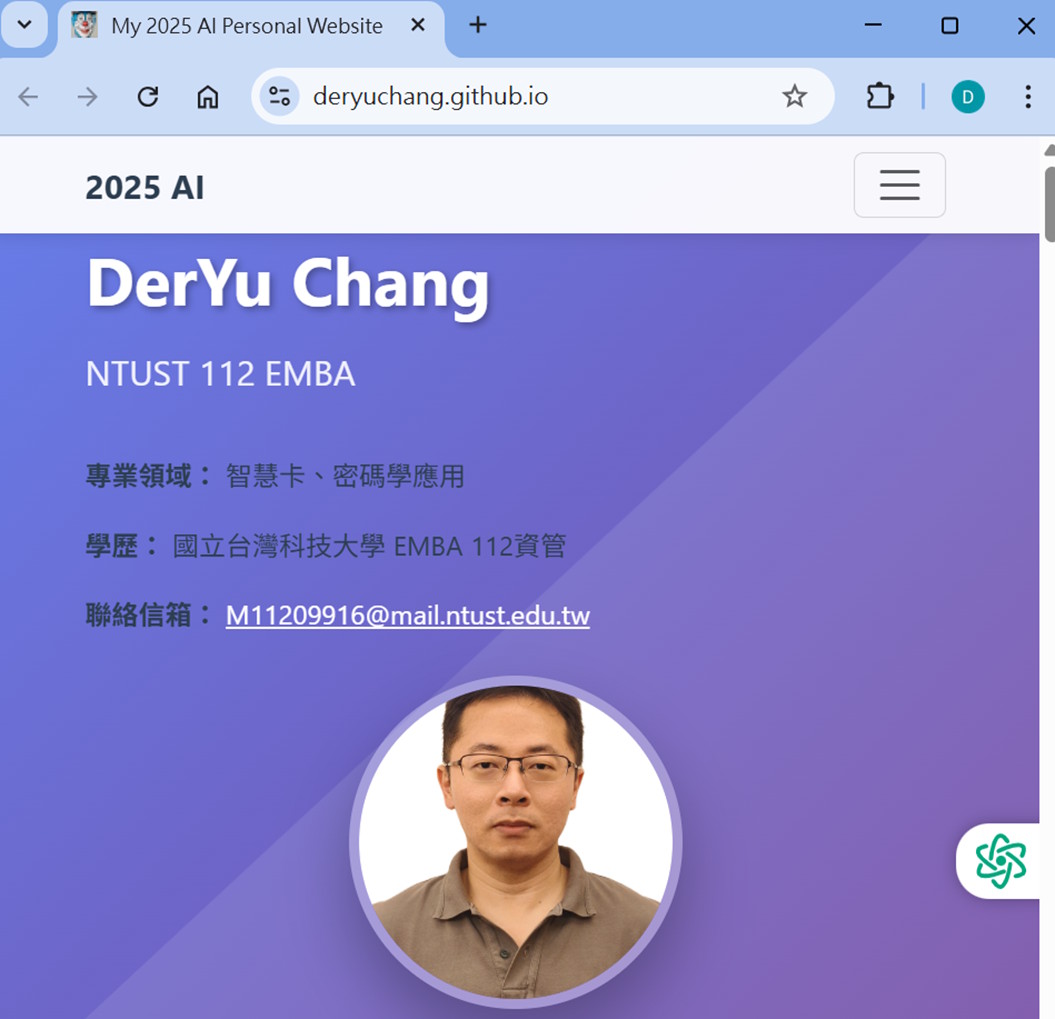 My 2025 AI Personal Website
deryuchang.github.io
D
2025 AI
DerYu Chang
NTUST 112 EMBA
專業領域： 智慧卡、密碼學應用
學歷： 國立台灣科技大學 EMBA 112資管
聯絡信箱： M11209916@mail.ntust.edu.tw